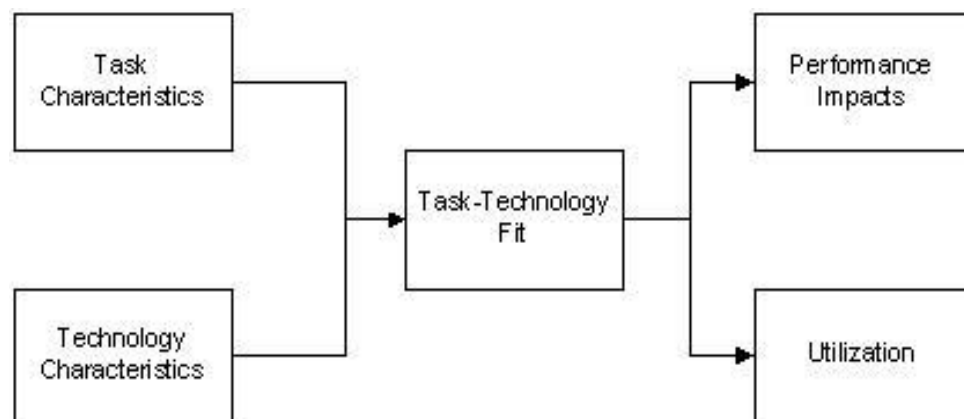 Task
Characteristics
Performance
Impacts
Task-Technology
Fit
Technology
Characteristics
Utilization